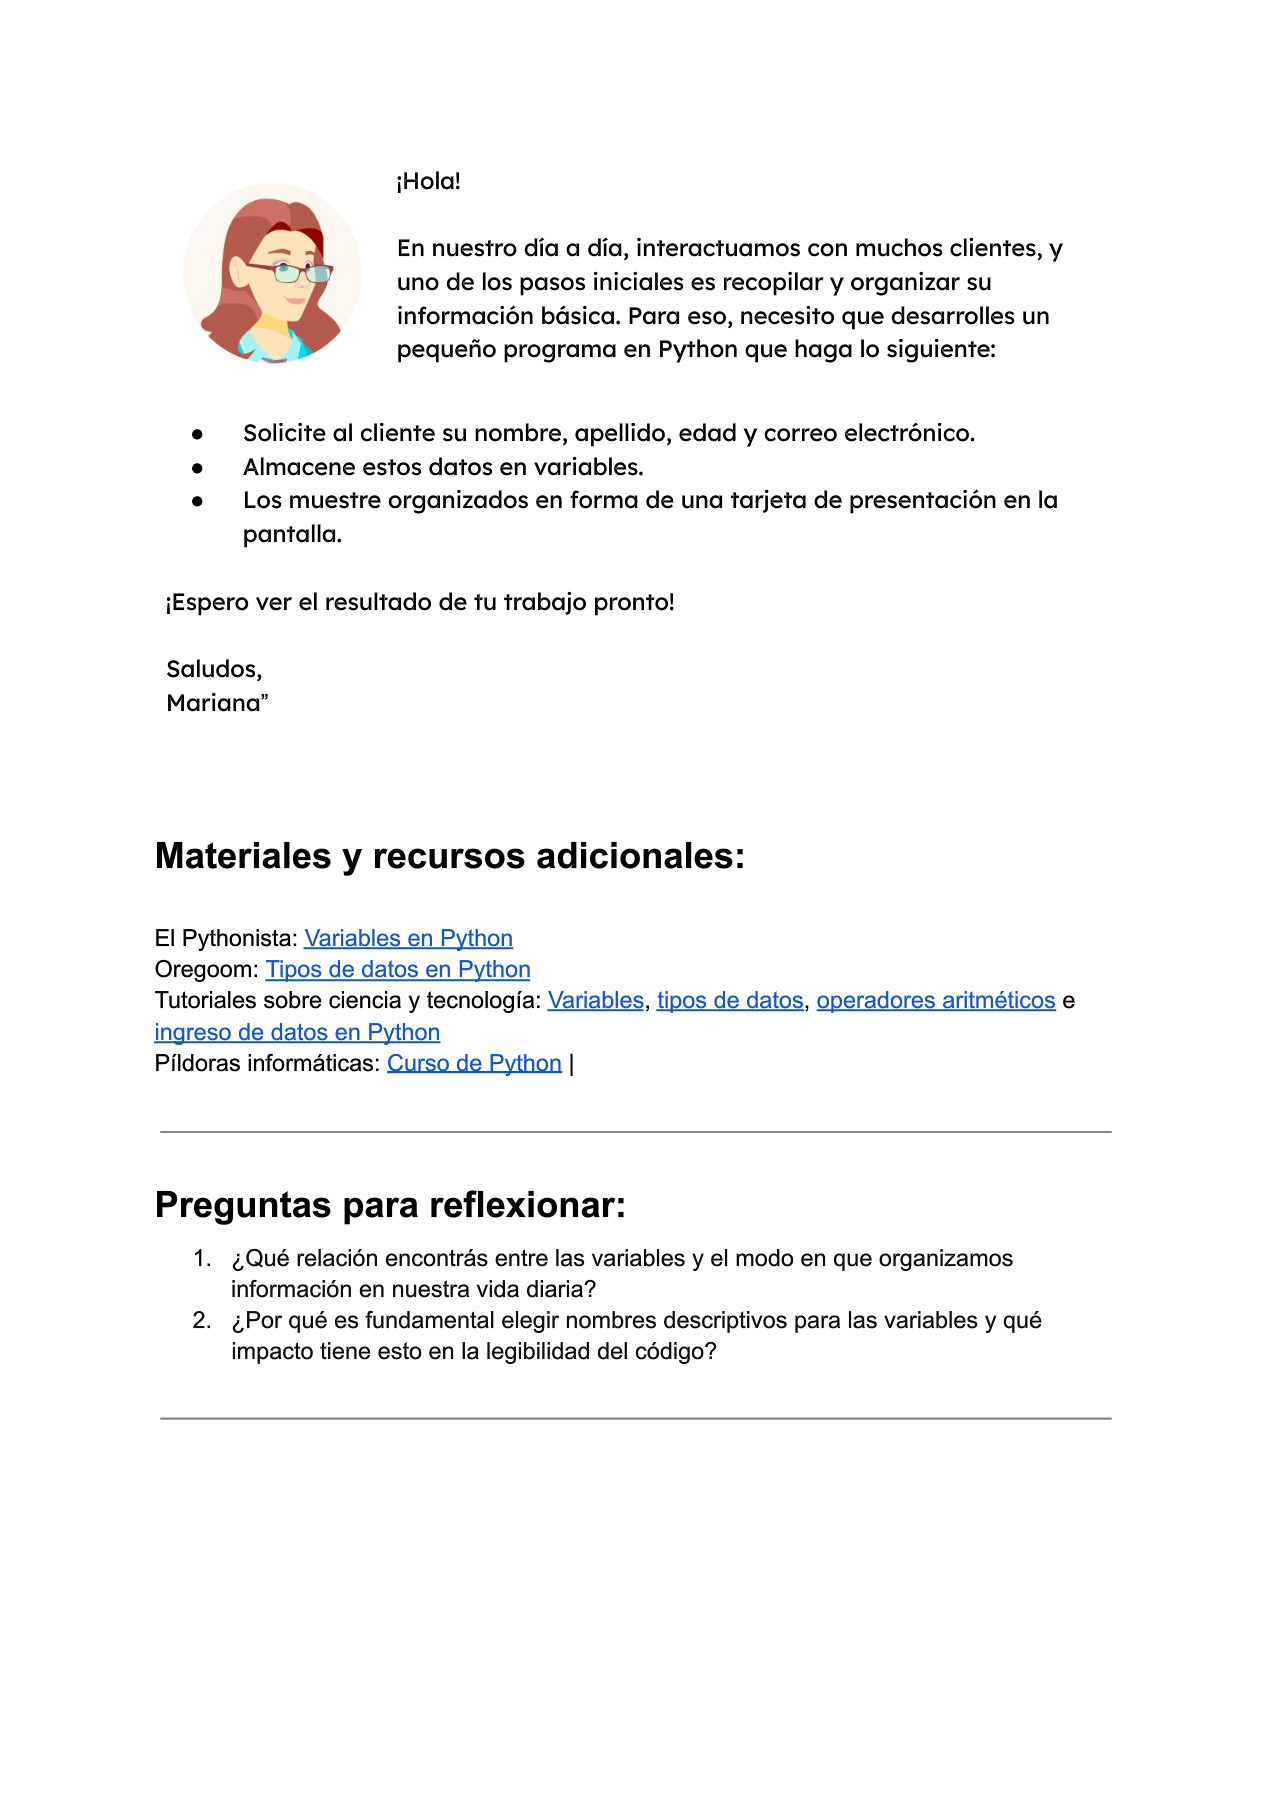 ¡Hola!
En nuestro día a día, interactuamos con muchos clientes, y
uno de los pasos iniciales es recopilar y organizar su
información básica. Para eso, necesito que desarrolles un
pequeño programa en Python que haga lo siguiente:
● Solicite al cliente su nombre, apellido, edad y correo electrónico.
● Almacene estos datos en variables.
● Los muestre organizados en forma de una tarjeta de presentación en la
pantalla.
¡Espero ver el resultado de tu trabajo pronto!
Saludos,
Mariana”
Materiales y recursos adicionales:
El Pythonista: Variables en Python
Oregoom: Tipos de datos en Python
Tutoriales sobre ciencia y tecnología: Variables, tipos de datos, operadores aritméticos e
ingreso de datos en Python
Píldoras informáticas: Curso de Python |
Preguntas para reflexionar:
1. ¿Qué relación encontrás entre las variables y el modo en que organizamos
información en nuestra vida diaria?
2. ¿Por qué es fundamental elegir nombres descriptivos para las variables y qué
impacto tiene esto en la legibilidad del código?